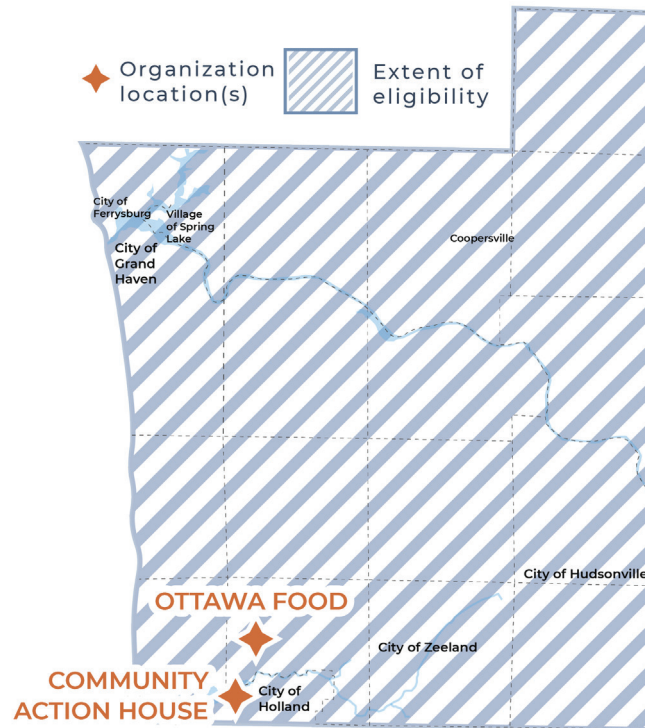 Organization
location(s)
Extent of
eligibility
City of
Ferrysburg
Village
of Spring
Lake
City of
Grand
Haven
Coopersville
City of Hudsonville
OTTAWA FOOD
City of Zeeland
COMMUNITY
ACTION HOUSE
City of
Holland